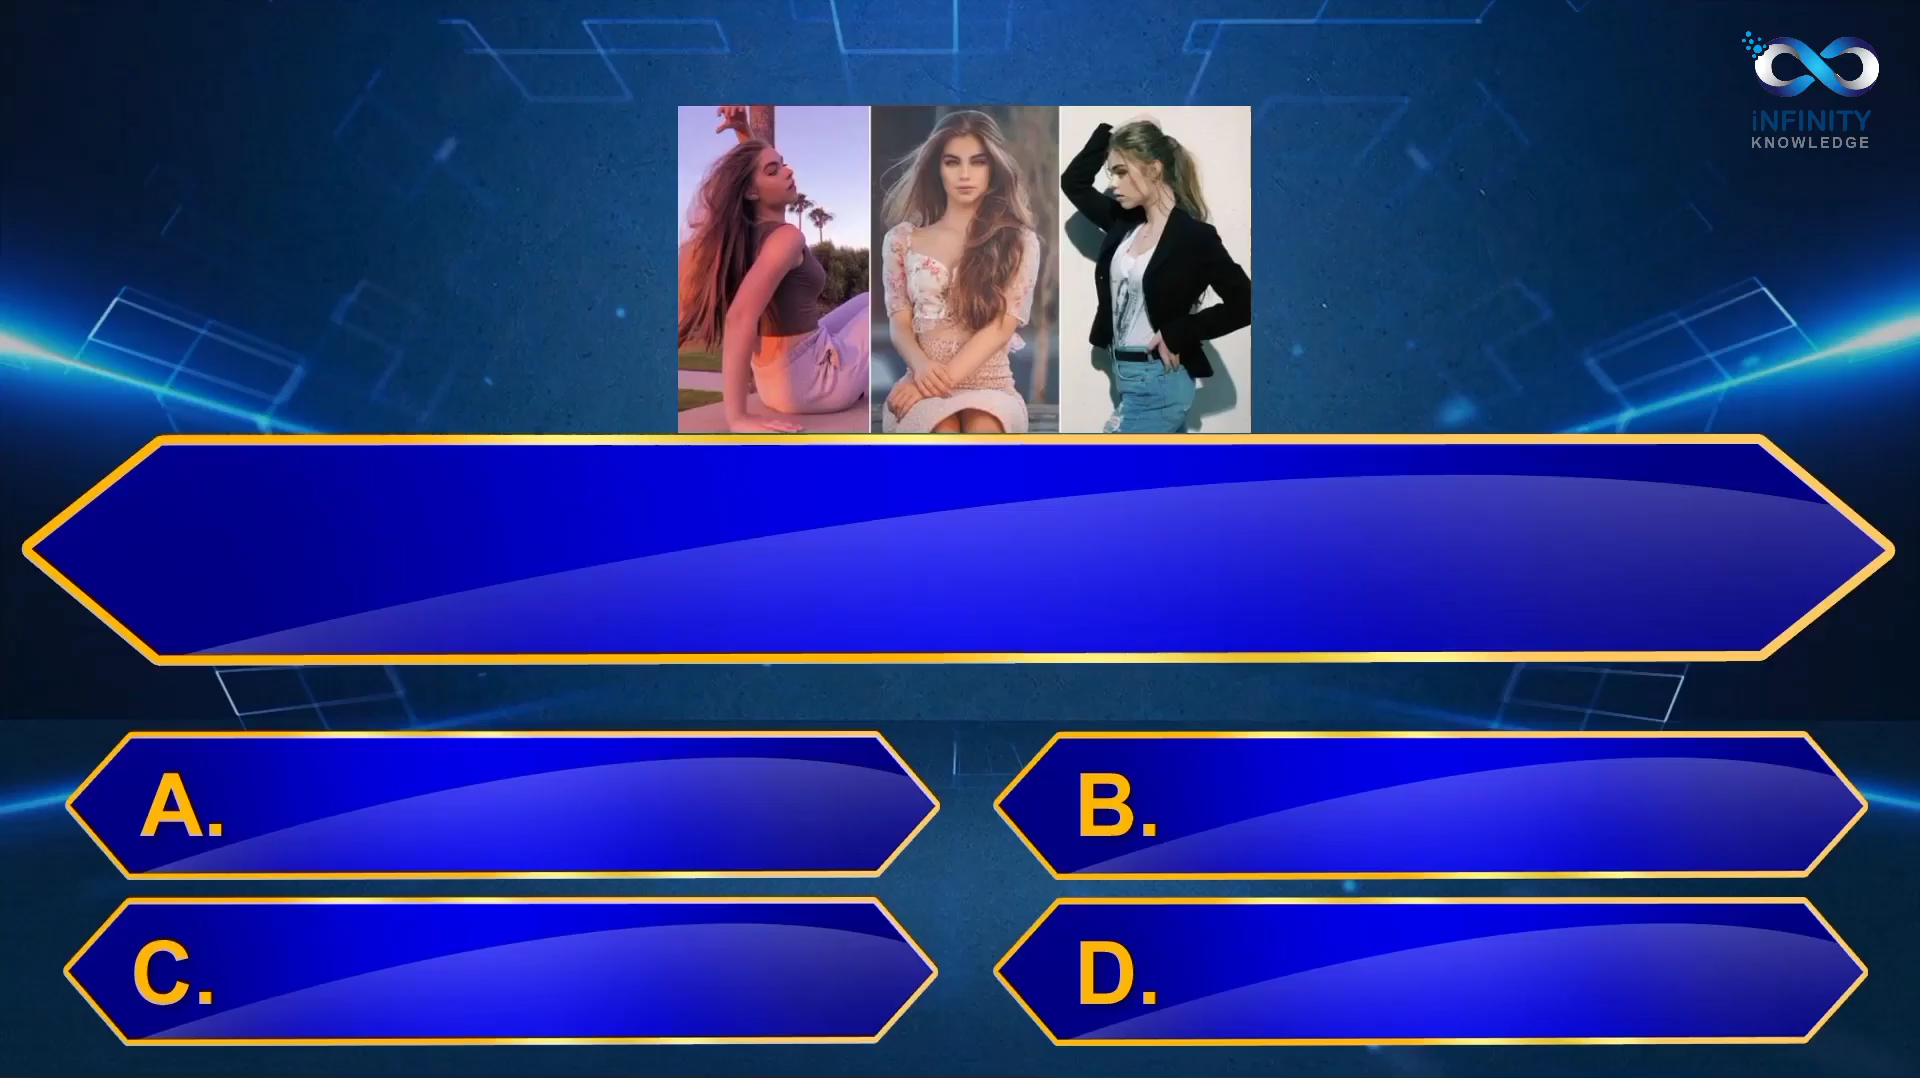 iNFINITY
KNOWLEDGE
A.
B.
C.
D.